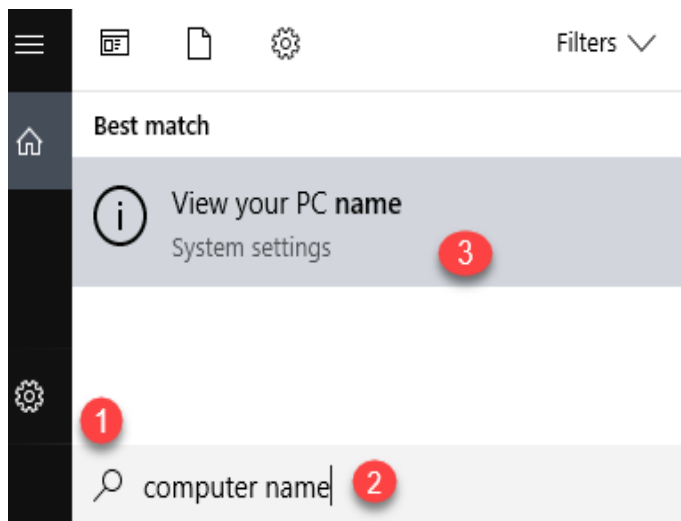 Filters
Best match
View your PC name
System settings
3
1
computer name 2